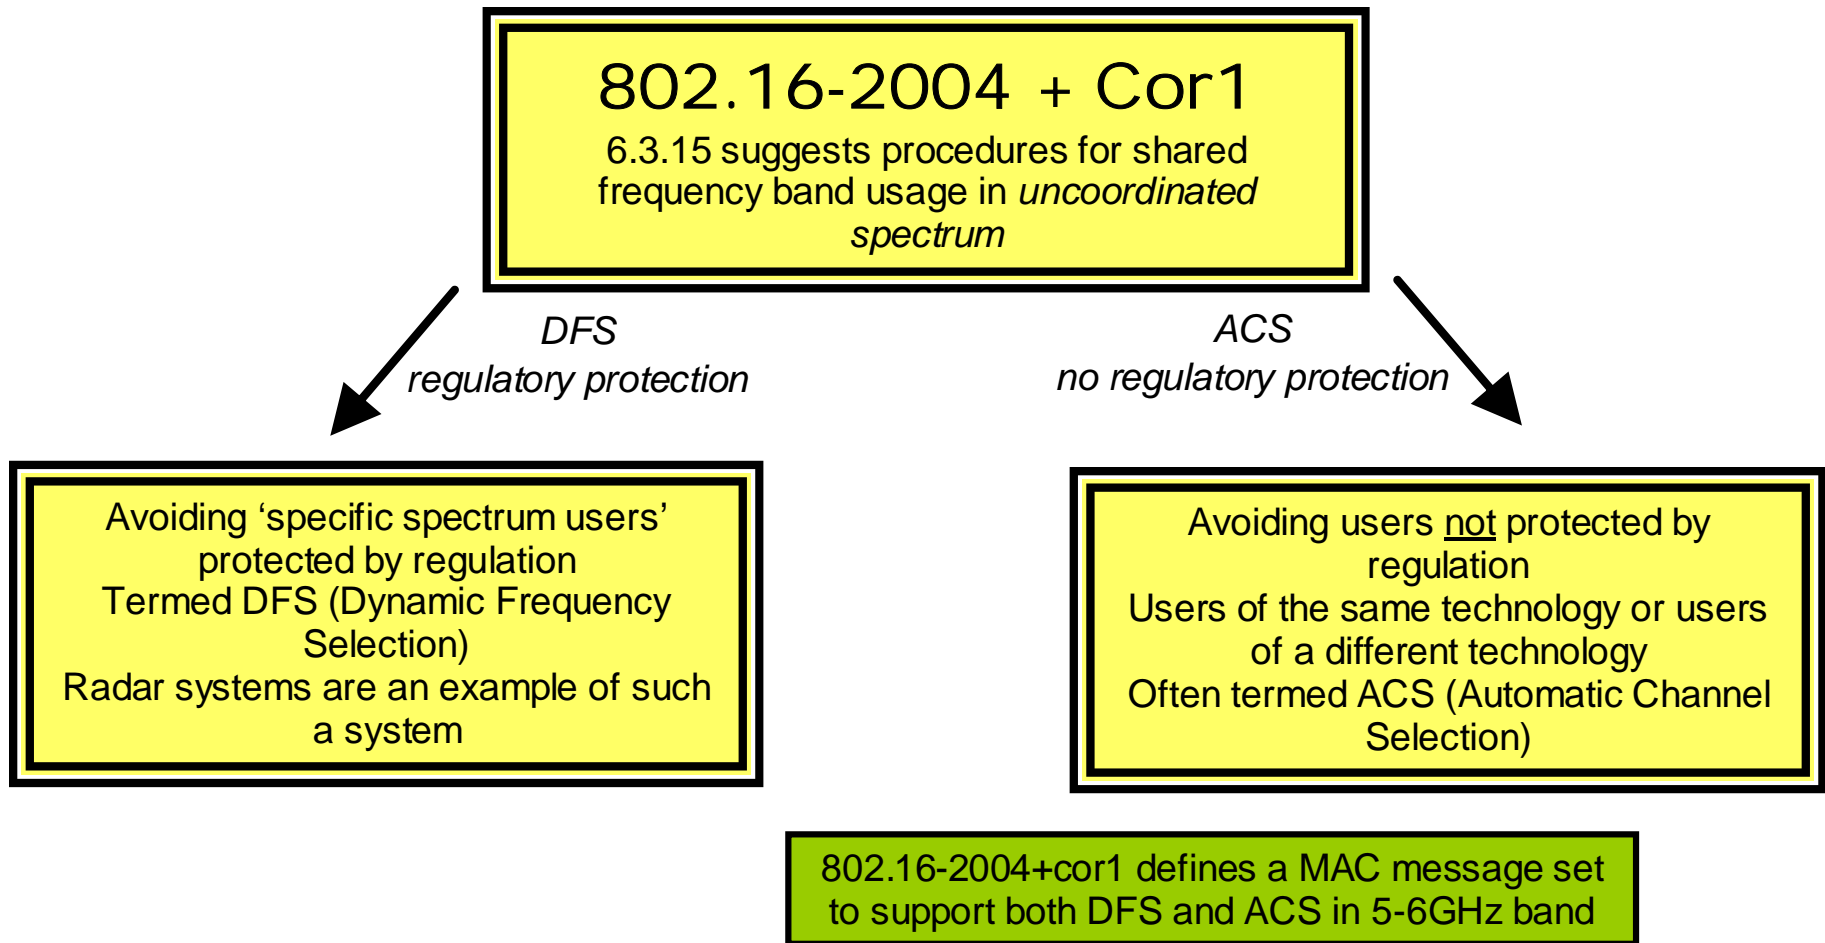 802.16-2004 + Cor1
6.3.15 suggests procedures for shared
frequency band usage in uncoordinated
spectrum
DFS
regulatory protection
ACS
no regulatory protection
Avoiding ‘specific spectrum users’
protected by regulation
Termed DFS (Dynamic Frequency
Selection)
Radar systems are an example of such
a system
Avoiding users not protected by
regulation
Users of the same technology or users
of a different technology
Often termed ACS (Automatic Channel
Selection)
802.16-2004+cor1 defines a MAC message set
to support both DFS and ACS in 5-6GHz band